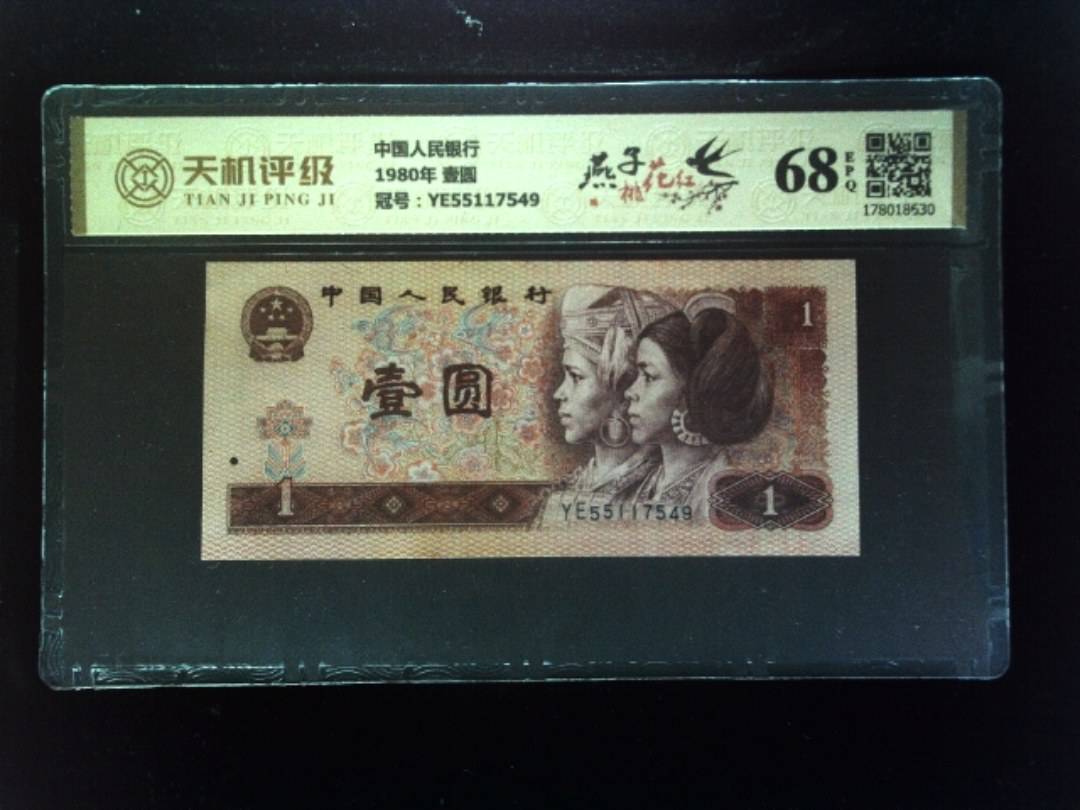 天机评级
TIAN JI PING JI
中国人民银行
1980年 壹圆
冠号：YE55117549
燕子
桃花红
68
EPQ
178018630
中国人民银行
1
壹圆
1
YE55117549
1